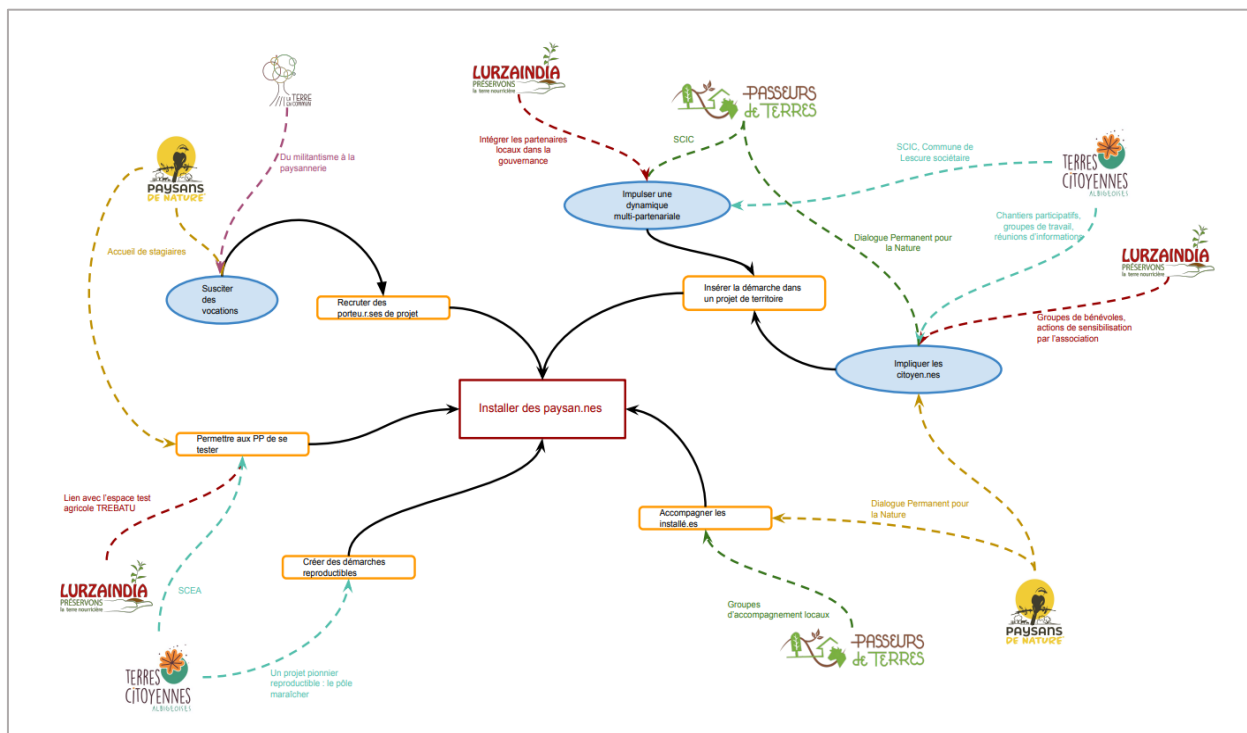 LA TERRE
EN COMMUN
LURZAINDIA
PRÉSERVONS
la terre nourricière
PASSEURS
de TERRES
Du militantisme à la
paysannerie
Intégrer les partenaires
locaux dans la
gouvernance
SCIC
SCIC, Commune de
Lescure sociétaire
TERRES
CITOYENNES
ALBIGEOISES
PAYSANS
DE NATURE
Impulser une
dynamique
multi-partenariale
Chantiers participatifs,
groupes de travail,
réunions d'informations
Accueil de stagiaires
Dialogue Permanent pour
la Nature
LURZAINDIA
PRÉSERVONS
la terre nourricière
Susciter
des
vocations
Recruter des
porteu.r.ses de projet
Insérer la démarche dans
un projet de territoire
Groupes de bénévoles,
actions de sensibilisation
par l'association
Impliquer les
citoyen.nes
Installer des paysan.nes
Permettre aux PP de se
tester
Lien avec l'espace test
agricole TREBATU
Accompagner les
installé.es
Dialogue Permanent pour
la Nature
Créer des démarches
reproductibles
LURZAINDIA
PRÉSERVONS
la terre nourricière
SCEA
Groupes
d'accompagnement locaux
PASSEURS
de TERRES
PAYSANS
DE NATURE
TERRES
CITOYENNES
ALBIGEOISES
Un projet pionnier
reproductible : le pôle
maraîcher